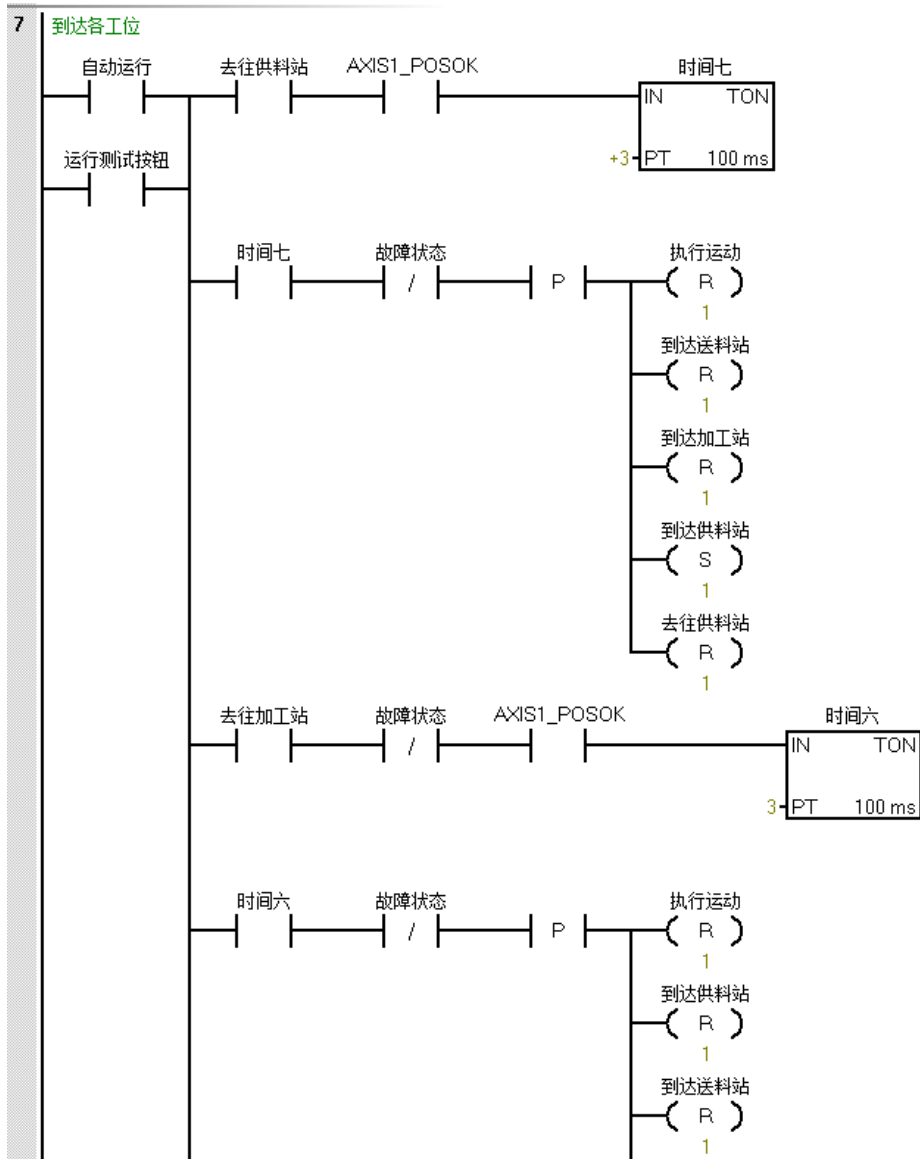 7 到达各工位
自动运行 去往供料站 AXIS1_POSOK 时间七
IN TON
运行测试按钮 +3 PT 100 ms
时间七 故障状态 执行运动
/ P R
1
到达送料站
R
1
到达加工站
R
1
到达供料站
S
1
去往供料站
R
1
去往加工站 故障状态 AXIS1_POSOK 时间六
/ IN TON
3 PT 100 ms
时间六 故障状态 执行运动
/ P R
1
到达供料站
R
1
到达送料站
R
1